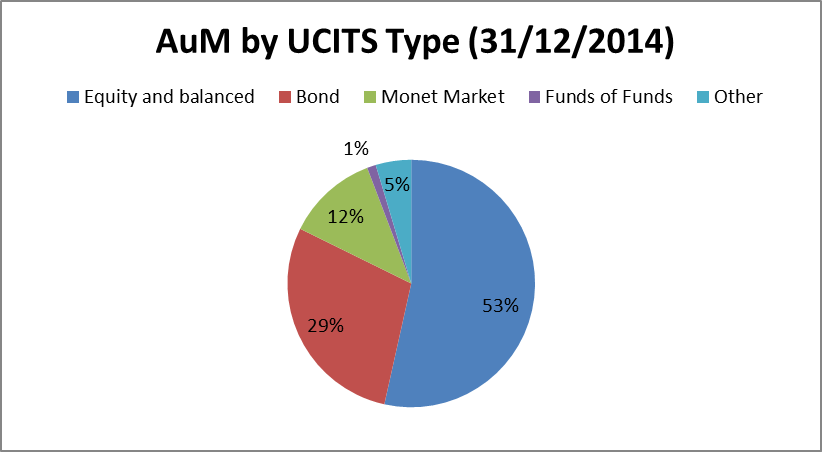 AuM by UCITS Type (31/12/2014)
Equity and balanced Bond Monet Market Funds of Funds Other
1%
5%
12%
53%
29%